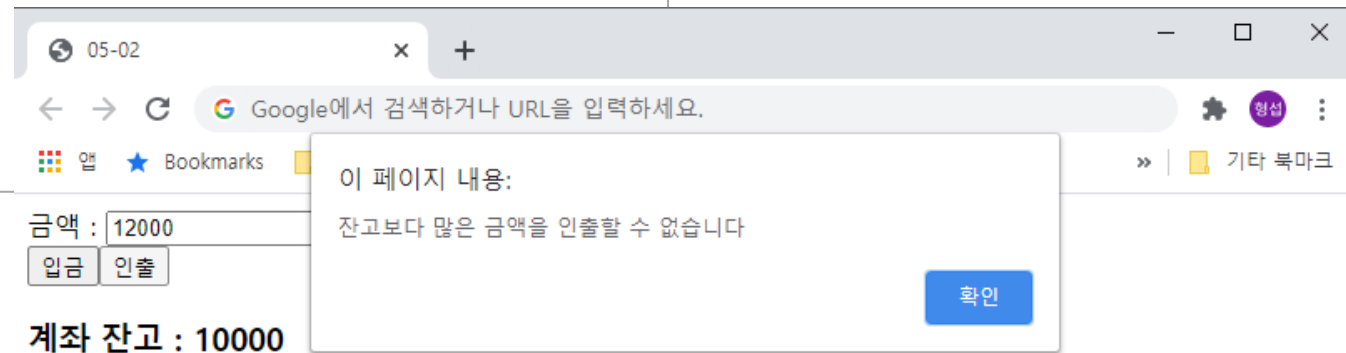 05-02
Google에서 검색하거나 URL을 입력하세요.
형섭
앱 Bookmarks
기타 북마크
이 페이지 내용:
잔고보다 많은 금액을 인출할 수 없습니다
확인
금액 : 12000
입금 인출
계좌 잔고 : 10000